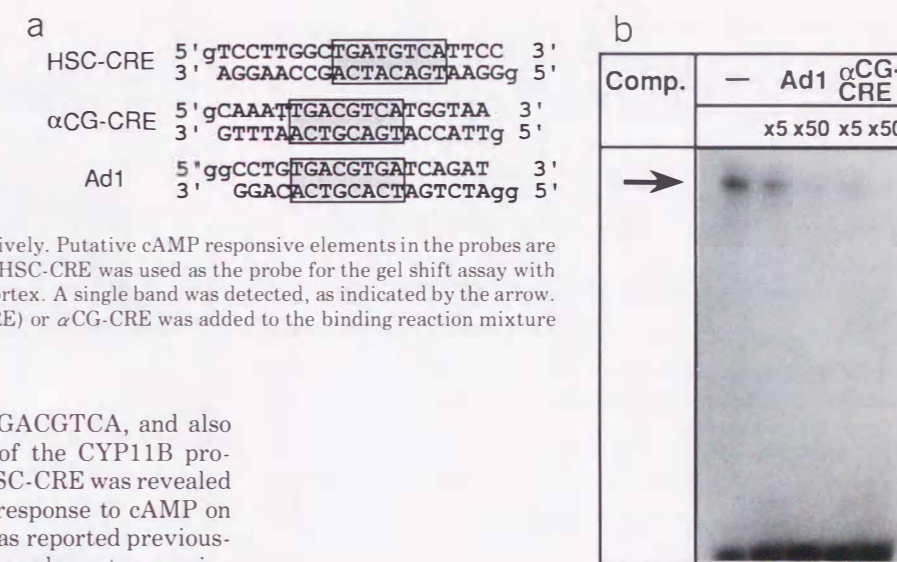 a
HSC-CRE 5'gTCCTTGGCTGATGTCATTCC 3'
3' AGGAACCGACTACAGTAAGGg 5'
αCG-CRE 5'gCAAATTGACGTCATGGTAA 3'
3' GTTTAACTGCAGTACCATTg 5'
Ad1 5'ggCCTGTGACGTGATCAGAT 3'
3' GGACACTGCACTAGTCTAgg 5'
b
Comp. – Ad1 αCG-CRE
x5 x50 x5 x50
ively. Putative cAMP responsive elements in the probes are
HSC-CRE was used as the probe for the gel shift assay with
ortex. A single band was detected, as indicated by the arrow.
RE) or αCG-CRE was added to the binding reaction mixture
GACGTCA, and also
of the CYP11B pro-
SC-CRE was revealed
response to cAMP on
as reported previous-